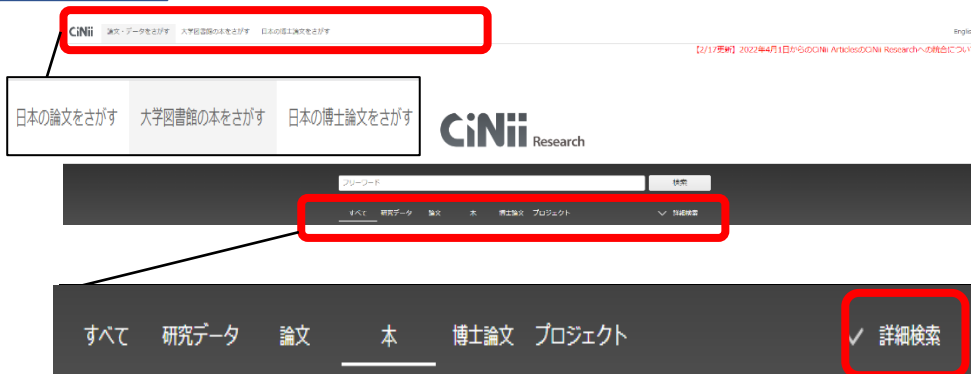 CiNii 論文・データをさがす 大学図書館の本をさがす 日本の博士論文をさがす
Englis
【2/17更新】2022年4月1日からのCiNii ArticlesのCiNii Researchへの統合につい
日本の論文をさがす 大学図書館の本をさがす 日本の博士論文をさがす
CiNii Research
フリーワード 検索
すべて 研究データ 論文 本 博士論文 プロジェクト 詳細検索
すべて 研究データ 論文 本 博士論文 プロジェクト 詳細検索